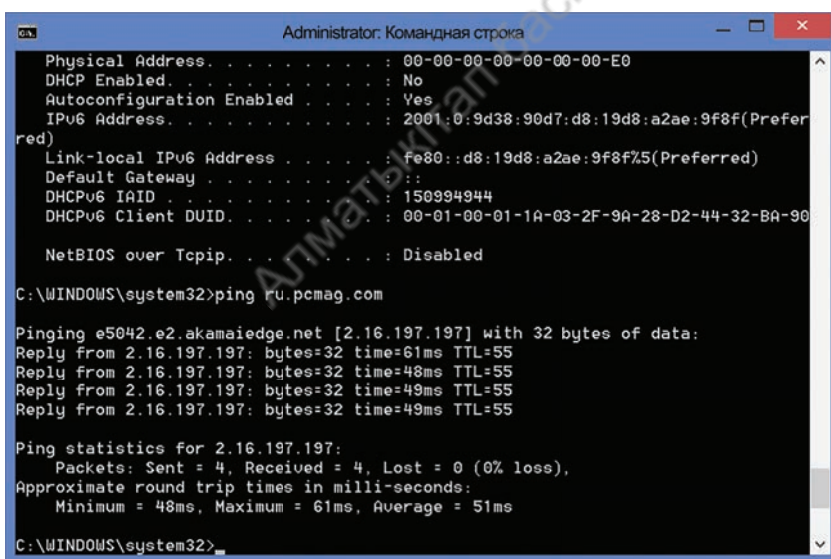 Administrator: Командная строка
Physical Address. . . . . . . . . : 00-00-00-00-00-00-00-E0
DHCP Enabled. . . . . . . . . . . : No
Autoconfiguration Enabled . . . . : Yes
IPv6 Address. . . . . . . . . . . : 2001:0:9d38:90d7:d8:19d8:a2ae:9f8f(Prefer
red)
Link-local IPv6 Address . . . . . : fe80::d8:19d8:a2ae:9f8f%5(Preferred)
Default Gateway . . . . . . . . . : ::
DHCPv6 IAID . . . . . . . . . . . : 150994944
DHCPv6 Client DUID. . . . . . . . : 00-01-00-01-1A-03-2F-9A-28-D2-44-32-BA-90
NetBIOS over Tcpip. . . . . . . . : Disabled
C:\WINDOWS\system32>ping ru.pcmag.com
Pinging e5042.e2.akamaiedge.net [2.16.197.197] with 32 bytes of data:
Reply from 2.16.197.197: bytes=32 time=61ms TTL=55
Reply from 2.16.197.197: bytes=32 time=48ms TTL=55
Reply from 2.16.197.197: bytes=32 time=49ms TTL=55
Reply from 2.16.197.197: bytes=32 time=49ms TTL=55
Ping statistics for 2.16.197.197:
Packets: Sent = 4, Received = 4, Lost = 0 (0% loss),
Approximate round trip times in milli-seconds:
Minimum = 48ms, Maximum = 61ms, Average = 51ms
C:\WINDOWS\system32>_
Алматыкітап